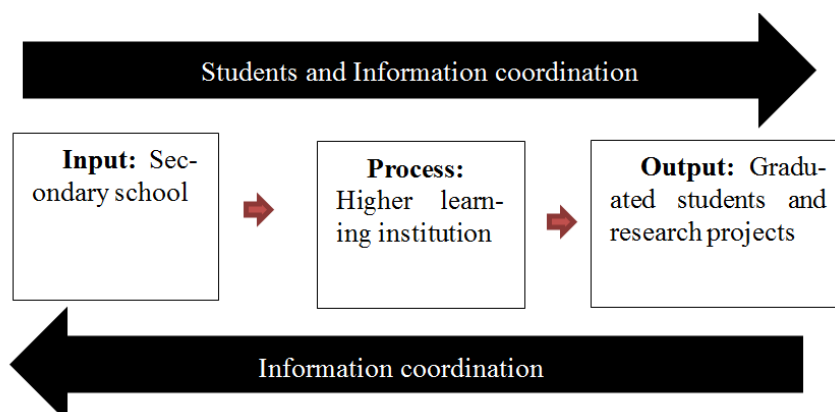 Students and Information coordination
Input: Sec-
ondary school
Process:
Higher learn-
ing institution
Output: Gradu-
ated students and
research projects
Information coordination